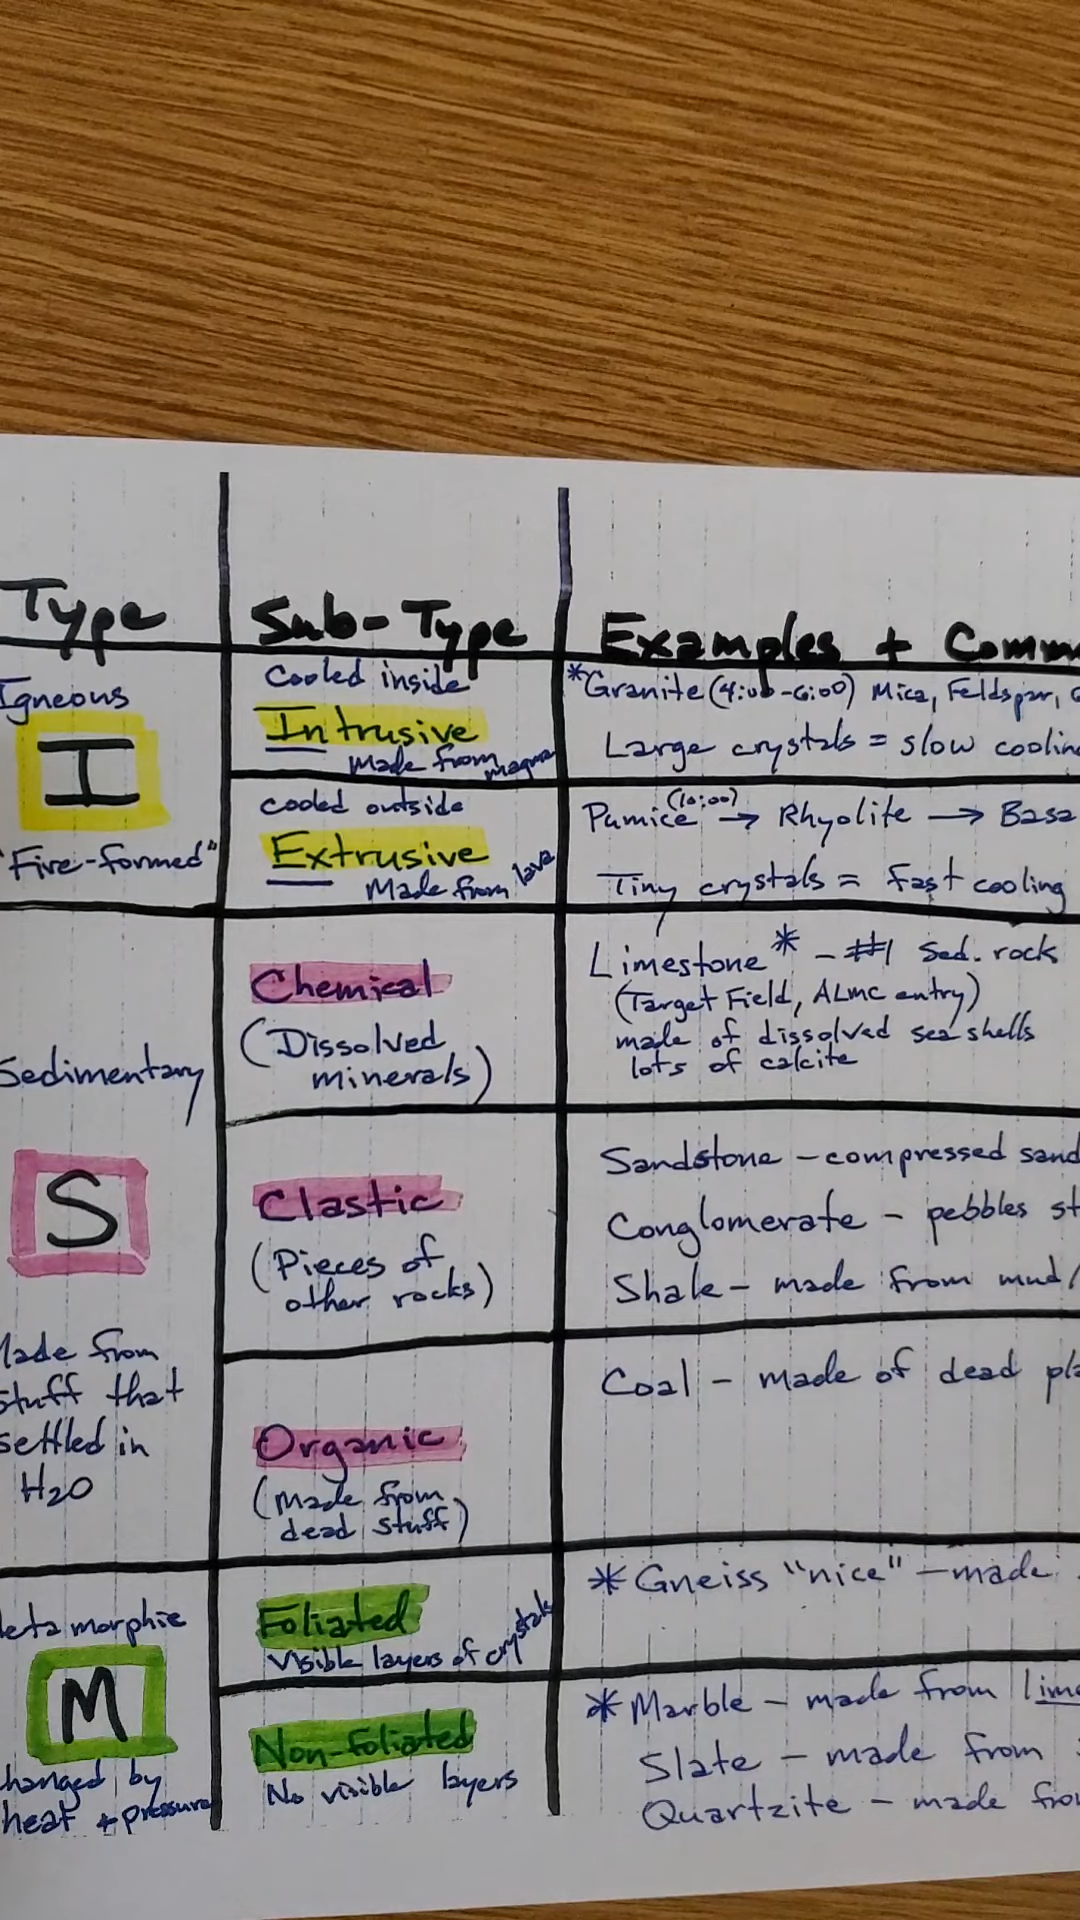 Type
Sub-Type
Examples + Comm
Igneous
I
"Fire-formed"
Cooled inside
Intrusive
Made from magma
*Granite (4:00-6:00) Mica, Feldspar,
Large crystals = slow coolin
cooled outside
Extrusive
Made from lava
(10:00)
Pumice → Rhyolite → Basa
Tiny crystals = Fast cooling
Sedimentary
S
Made from
stuff that
settled in
H2O
Chemical
(Dissolved
minerals)
Limestone* - #1 Sed. rock
(Target Field, ALMC entry)
made of dissolved sea shells
lots of calcite
Clastic
(Pieces of
other rocks)
Sandstone - compressed sand
Conglomerate - pebbles st
Shale - made from mud/
Organic
(Made from
dead stuff)
Coal - made of dead pla
etamorphic
M
hanged by
heat + pressure
Foliated
Visible layers of crystals
*Gneiss "nice" - made
Non-foliated
No visible layers
*Marble - made from lime
Slate - made from
Quartzite - made fro